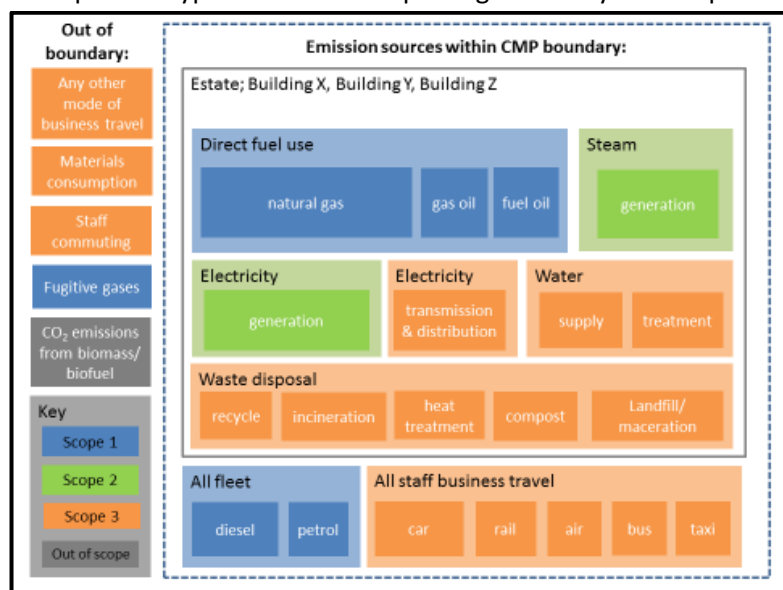 Out of
boundary:
Any other
mode of
business travel
Materials
consumption
Staff
commuting
Fugitive gases
CO₂ emissions
from biomass/
biofuel
Key
Scope 1
Scope 2
Scope 3
Out of scope
Emission sources within CMP boundary:
Estate; Building X, Building Y, Building Z
Direct fuel use
natural gas
gas oil
fuel oil
Steam
generation
Electricity
generation
Electricity
transmission
& distribution
Water
supply
treatment
Waste disposal
recycle
incineration
heat
treatment
compost
Landfill/
maceration
All fleet
diesel
petrol
All staff business travel
car
rail
air
bus
taxi